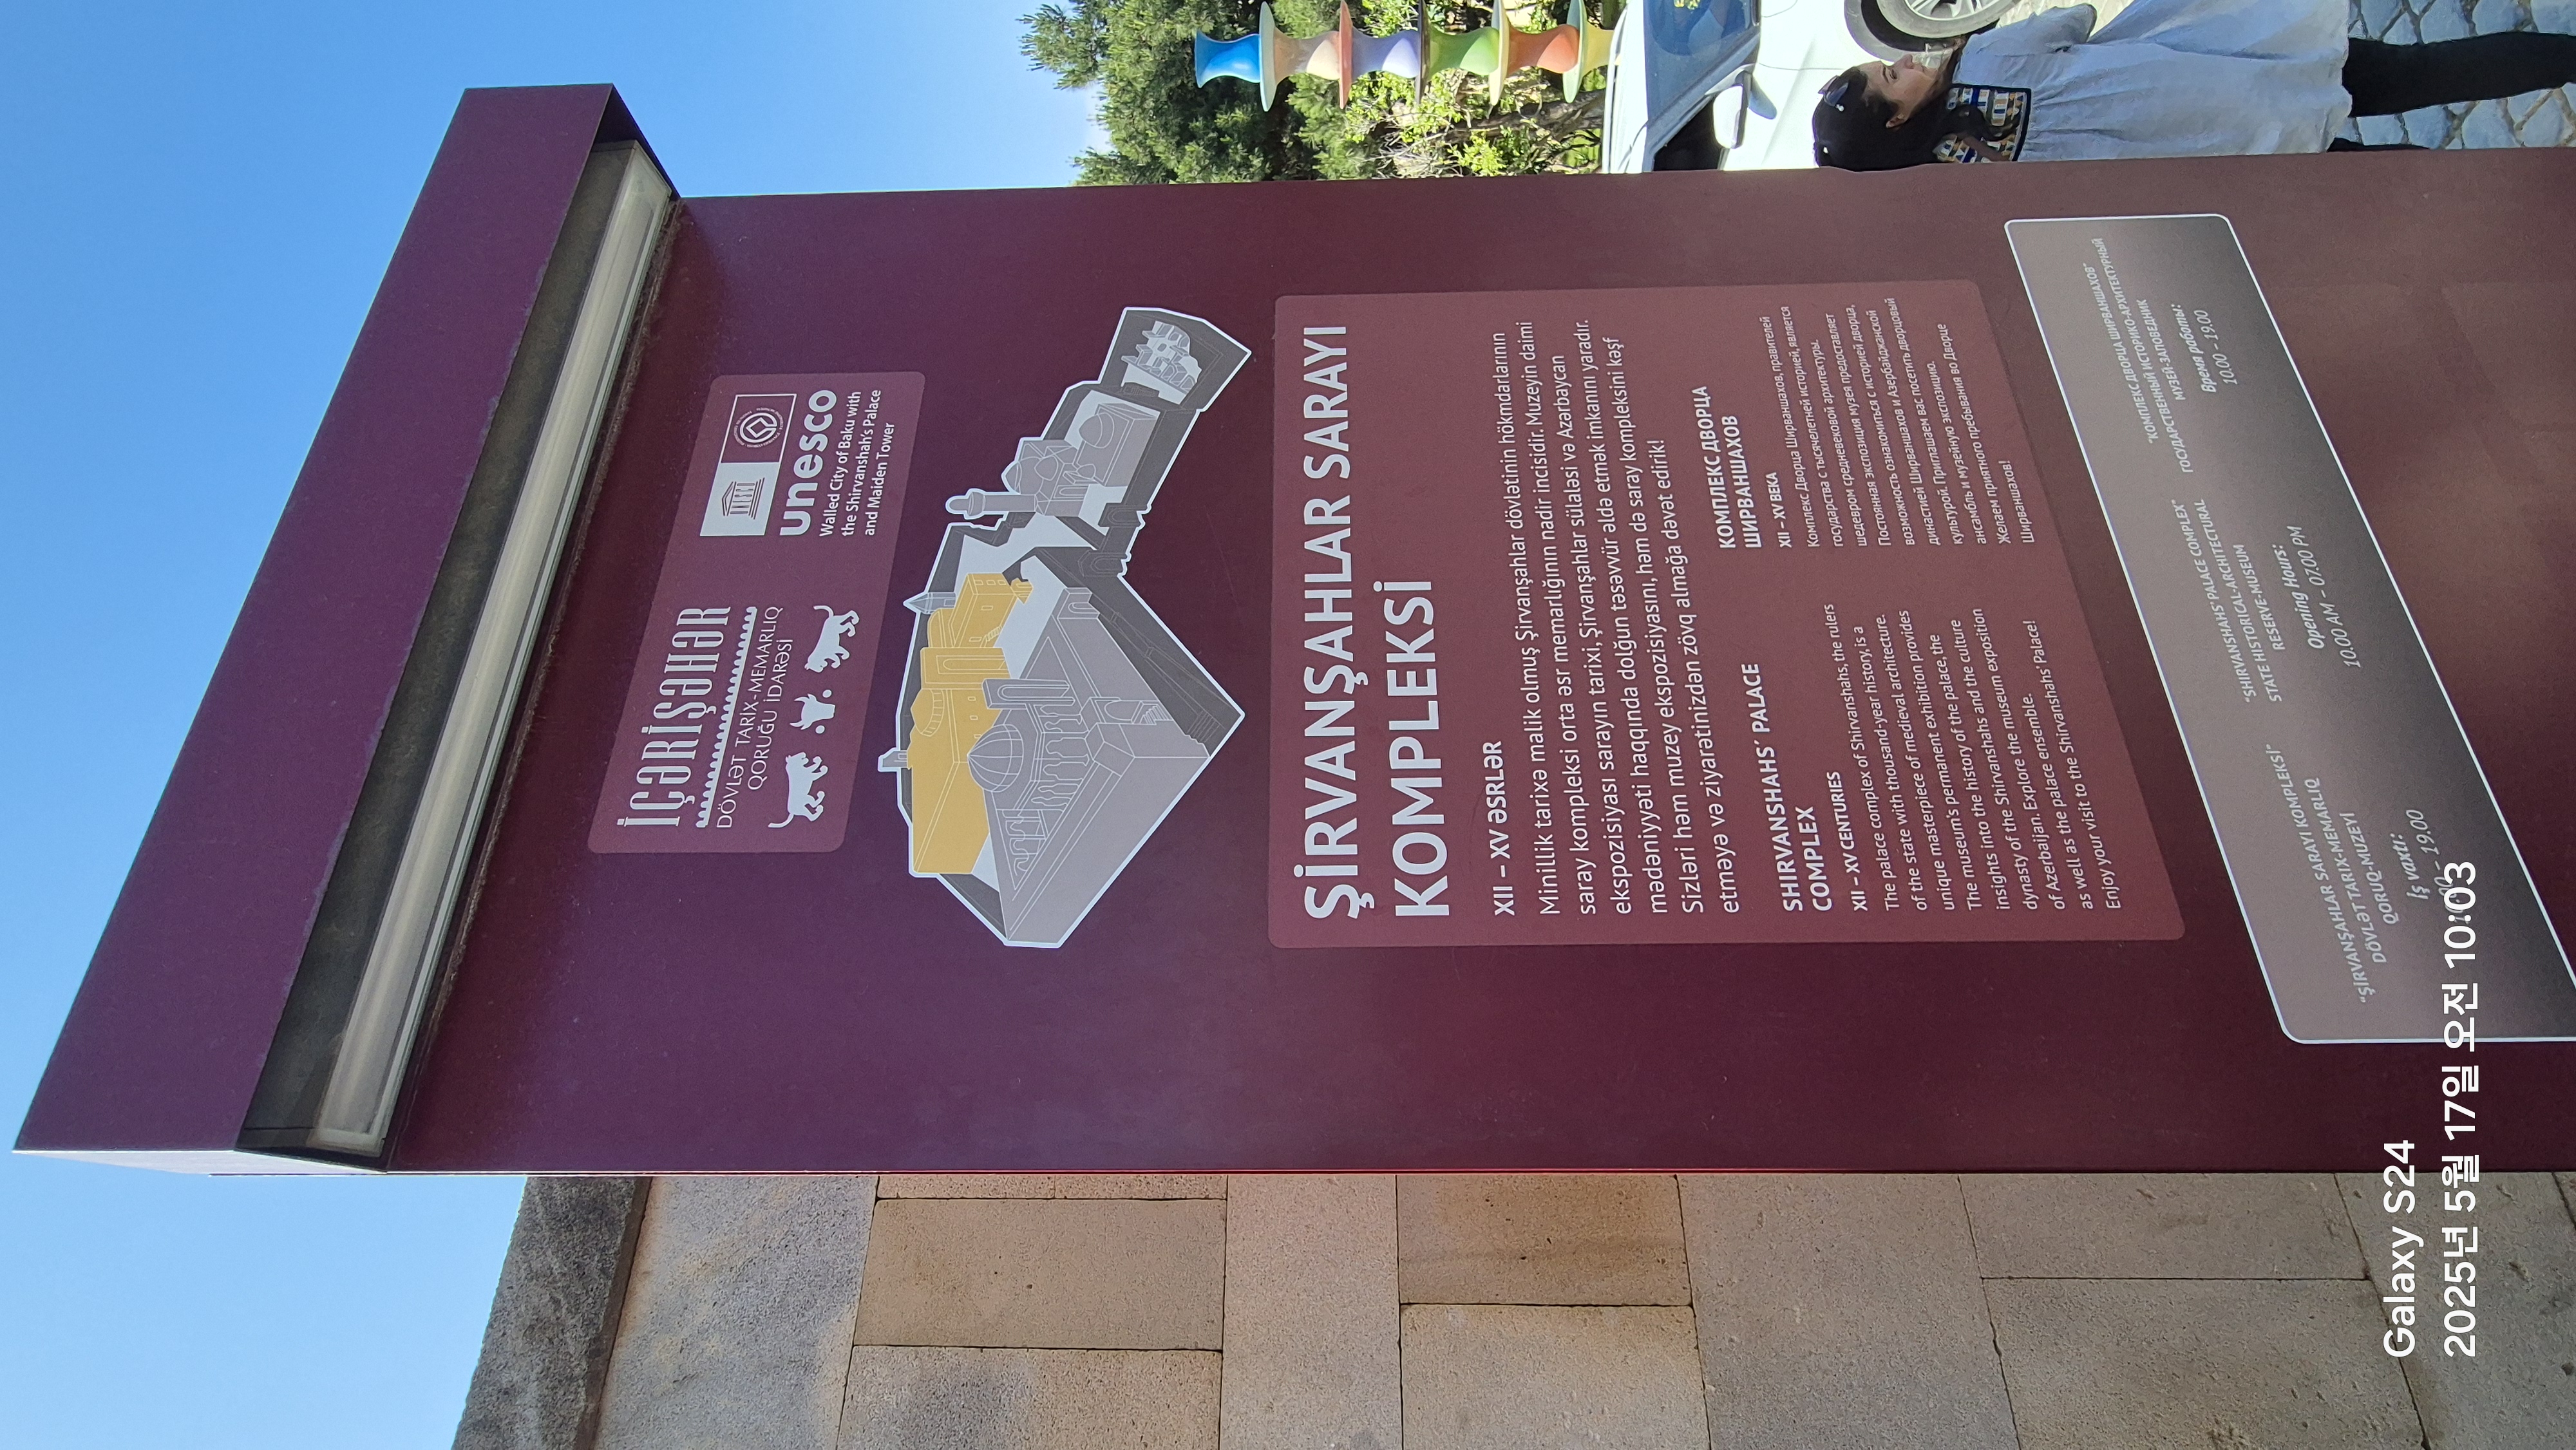 İÇƏRİŞƏHƏR
DÖVLƏT TARİX-MEMARLIQ
QORUĞU İDARƏSİ
unesco
Walled City of Baku with
the Shirvanshah's Palace
and Maiden Tower
ŞİRVANŞAHLAR SARAYI
KOMPLEKSİ
XII – XV ƏSRLƏR
Minillik tarixə malik olmuş Şirvanşahlar dövlətinin hökmdarlarının
saray kompleksi orta əsr memarlığının nadir incisidir. Muzeyin daimi
ekspozisiyası sarayın tarixi, Şirvanşahlar sülaləsi və Azərbaycan
mədəniyyəti haqqında dolğun təsəvvür əldə etmək imkanını yaradır.
Sizləri həm muzey ekspozisiyasını, həm də saray kompleksini kəşf
etməyə və ziyarətinizdən zövq almağa dəvət edirik!
SHIRVANSHAHS' PALACE
COMPLEX
XII – XV CENTURIES
The palace complex of Shirvanshahs, the rulers
of the state with thousand-year history, is a
unique masterpiece of medieval architecture.
The museum's permanent exhibition provides
insights into the history of the palace, the
dynasty of the Shirvanshahs and the culture
of Azerbaijan. Explore the museum exposition
as well as the palace ensemble.
Enjoy your visit to the Shirvanshahs' Palace!
КОМПЛЕКС ДВОРЦА
ШИРВАНШАХОВ
XII – XV ВЕКА
Комплекс Дворца Ширваншахов, правителей
государства с тысячелетней историей, является
шедевром средневековой архитектуры.
Постоянная экспозиция музея предоставляет
возможность ознакомиться с историей дворца,
династией Ширваншахов и Азербайджанской
культурой. Приглашаем вас посетить дворцовый
ансамбль и музейную экспозицию.
Желаем приятного пребывания во Дворце
Ширваншахов!
"ŞİRVANŞAHLAR SARAYI KOMPLEKSİ"
DÖVLƏT TARİX-MEMARLIQ
QORUQ-MUZEYİ
İş vaxtı:
– 19.00
"SHIRVANSHAHS' PALACE COMPLEX"
STATE HISTORICAL-ARCHITECTURAL
RESERVE-MUSEUM
Opening Hours:
10.00 AM – 07.00 PM
"КОМПЛЕКС ДВОРЦА ШИРВАНШАХОВ"
ГОСУДАРСТВЕННЫЙ ИСТОРИКО-АРХИТЕКТУРНЫЙ
МУЗЕЙ-ЗАПОВЕДНИК
Время работы:
10.00 – 19.00
Galaxy S24
2025년 5월 17일 오전 10:03